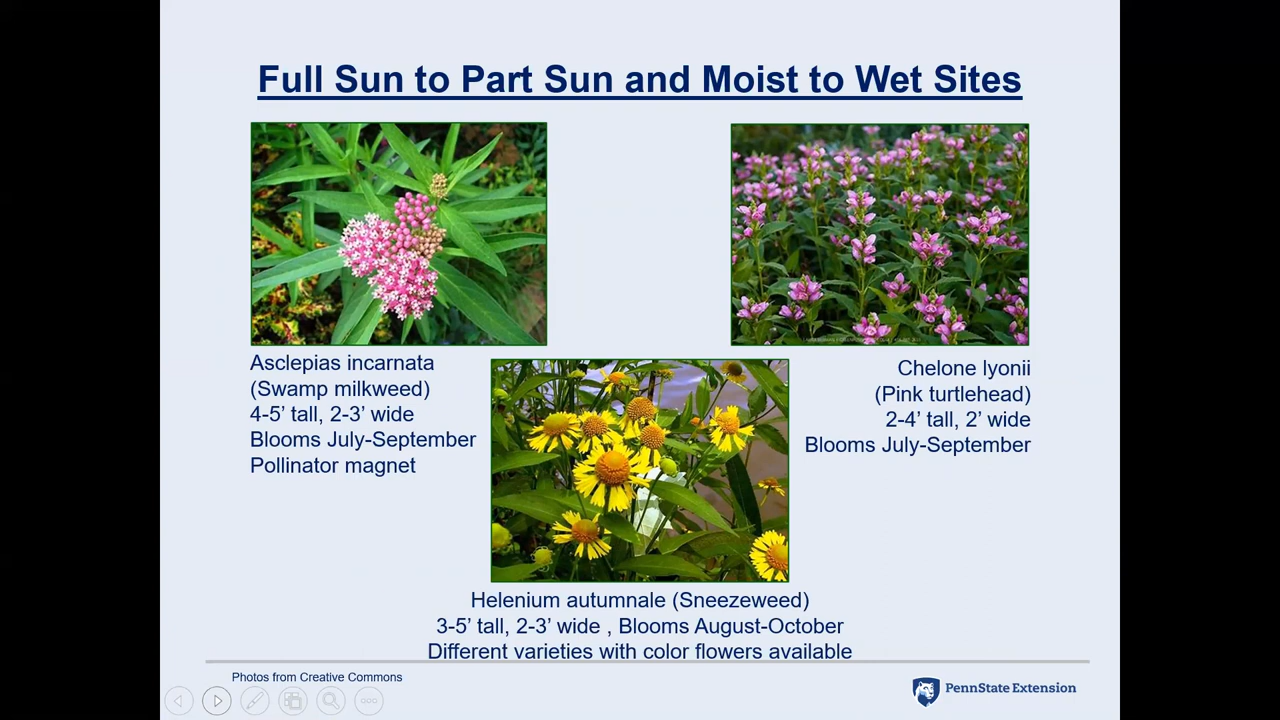 Full Sun to Part Sun and Moist to Wet Sites
Asclepias incarnata
(Swamp milkweed)
4-5’ tall, 2-3’ wide
Blooms July-September
Pollinator magnet
Chelone lyonii
(Pink turtlehead)
2-4’ tall, 2’ wide
Blooms July-September
Helenium autumnale (Sneezeweed)
3-5’ tall, 2-3’ wide , Blooms August-October
Different varieties with color flowers available
Photos from Creative Commons
PennState Extension